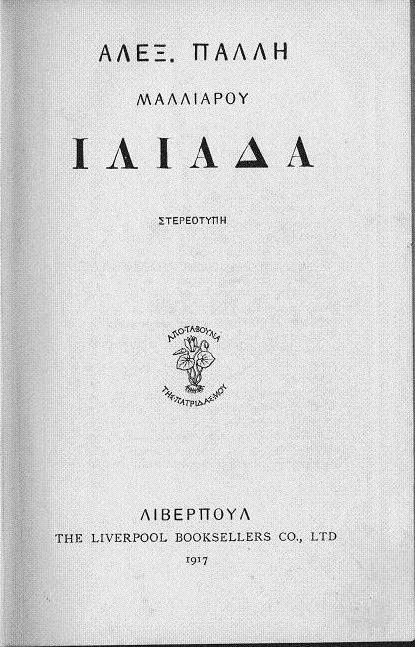 ΑΛΕΞ. ΠΑΛΛΗ
ΜΑΛΛΙΑΡΟΥ
ΙΛΙΑΔΑ
ΣΤΕΡΕΟΤΥΠΗ
ΑΠΟ·ΤΑ·ΒΟΥΝΑ
ΤΗΣ·ΠΑΤΡΙΔΑΣ·ΜΟΥ
ΛΙΒΕΡΠΟΥΛ
THE LIVERPOOL BOOKSELLERS CO., LTD
1917